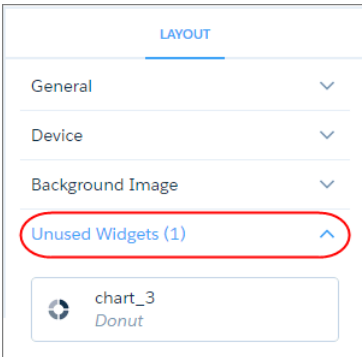 LAYOUT
General
Device
Background Image
Unused Widgets (1)
chart_3
Donut